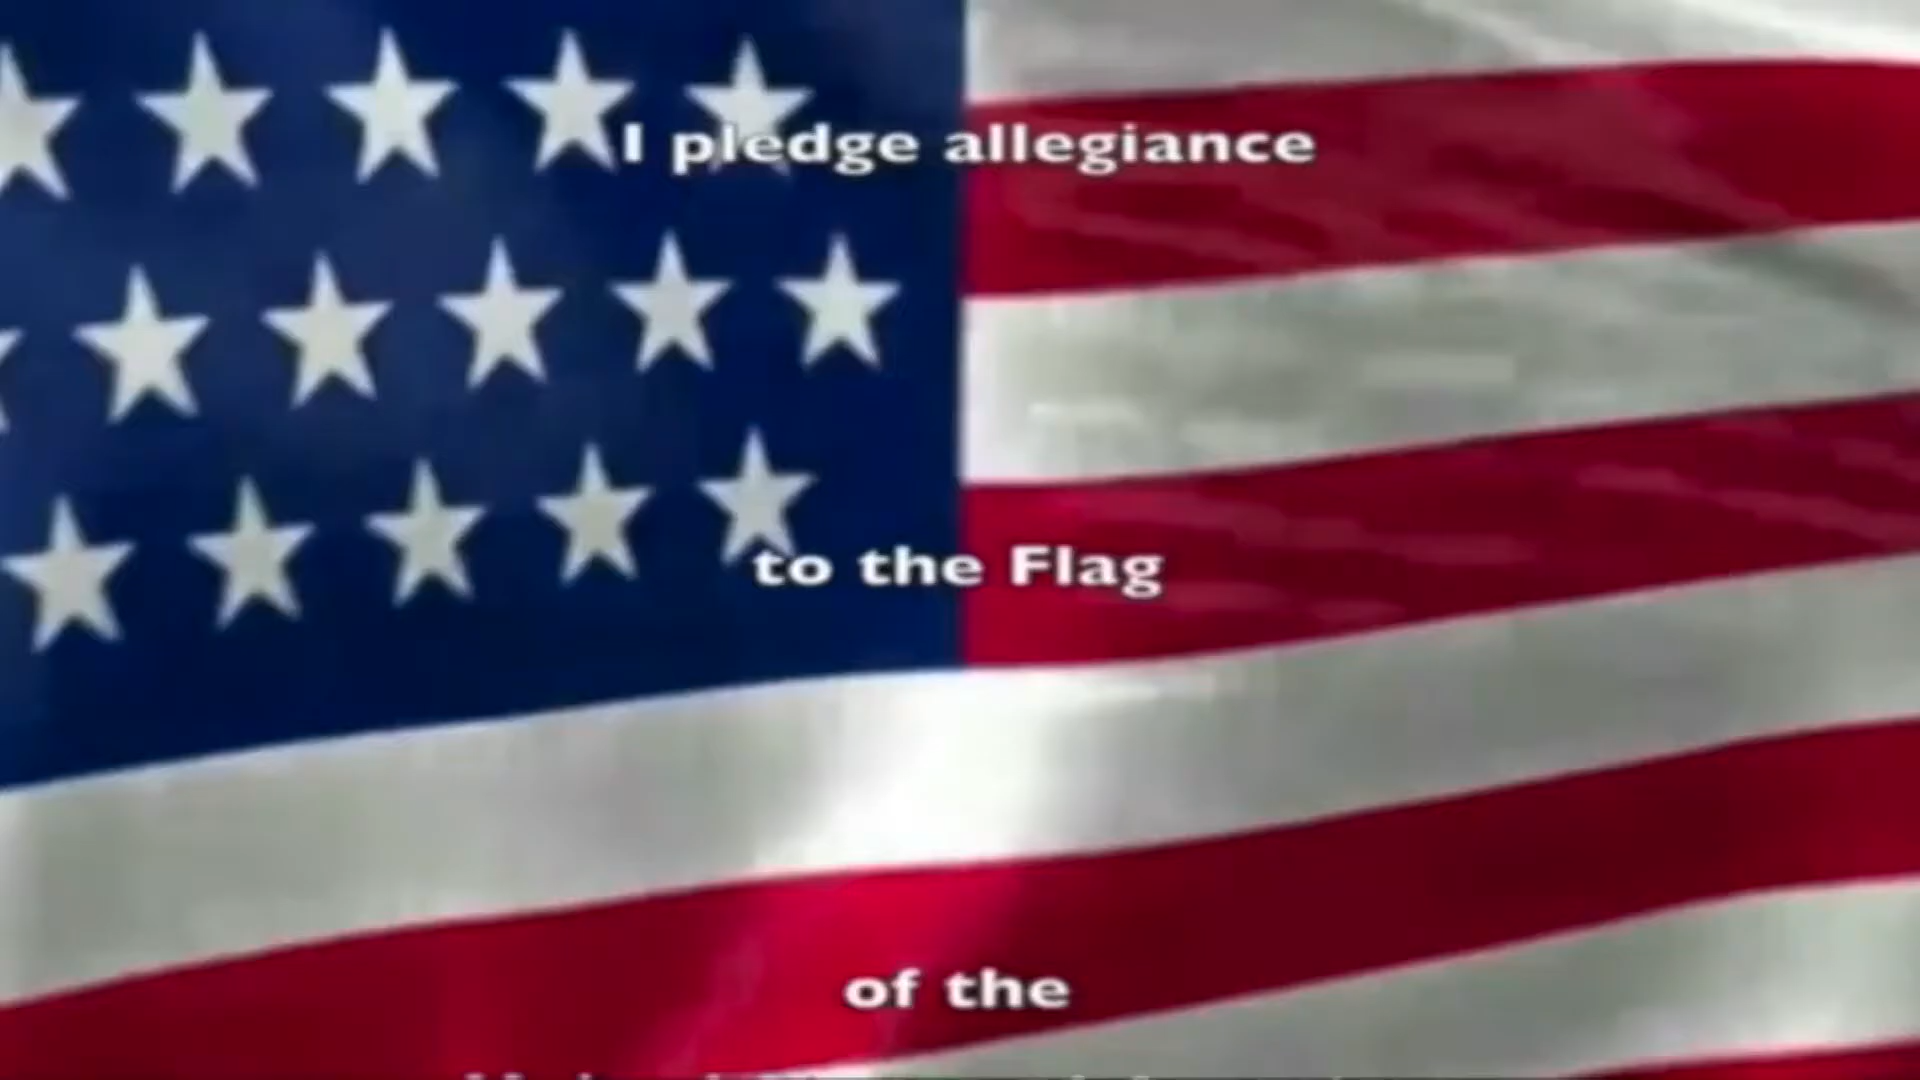 I pledge allegiance
to the Flag
of the